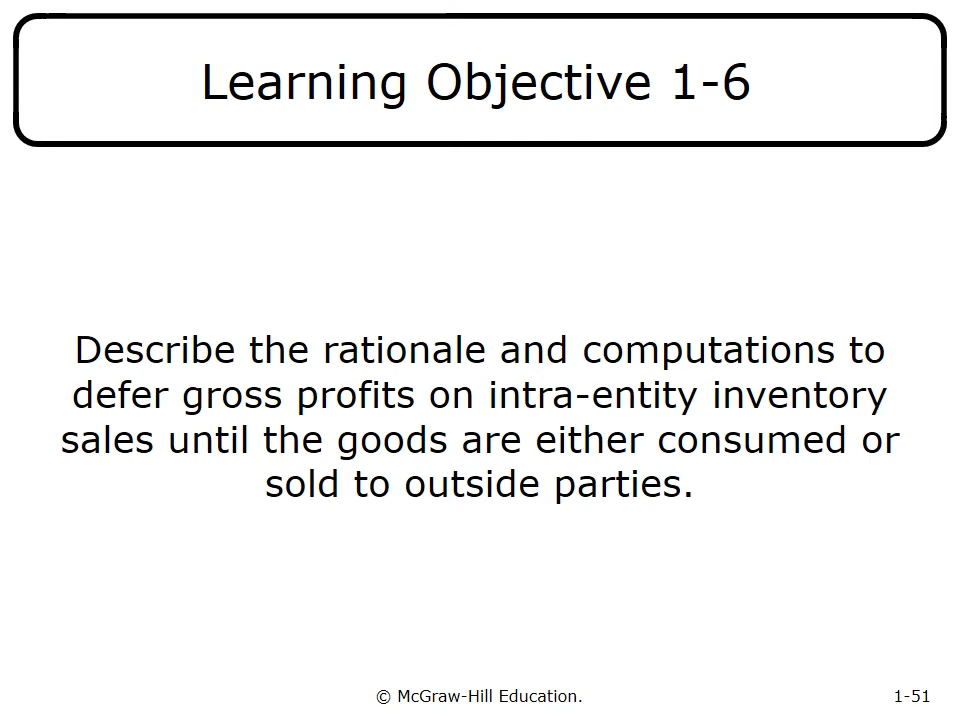 Learning Objective 1-6
Describe the rationale and computations to
defer gross profits on intra-entity inventory
sales until the goods are either consumed or
sold to outside parties.
© McGraw-Hill Education.
1-51